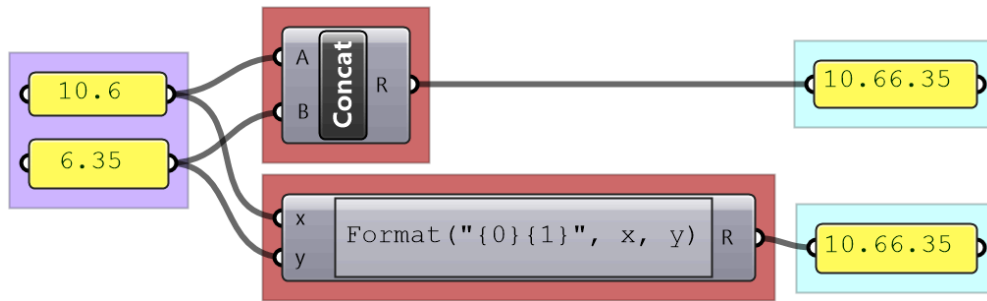 10.6
6.35
A
B
Concat
R
10.66.35
x
y
Format("{0}{1}", x, y)
R
10.66.35